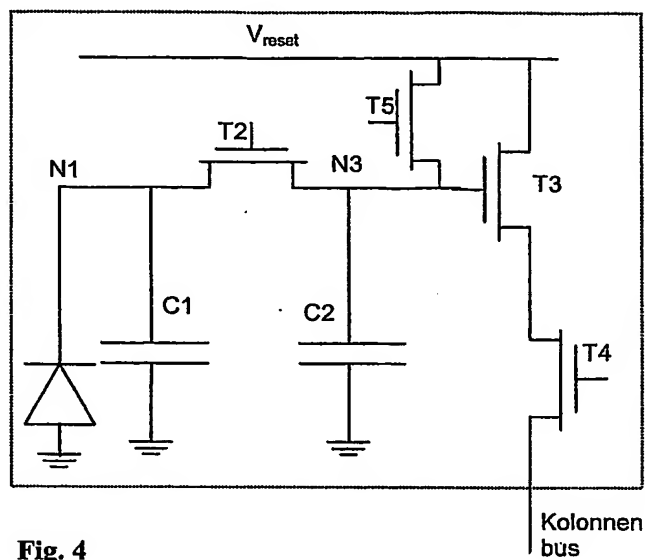 Vreset
T5
T2
N1
N3
T3
C1
C2
T4
Kolonnen
bus
Fig. 4